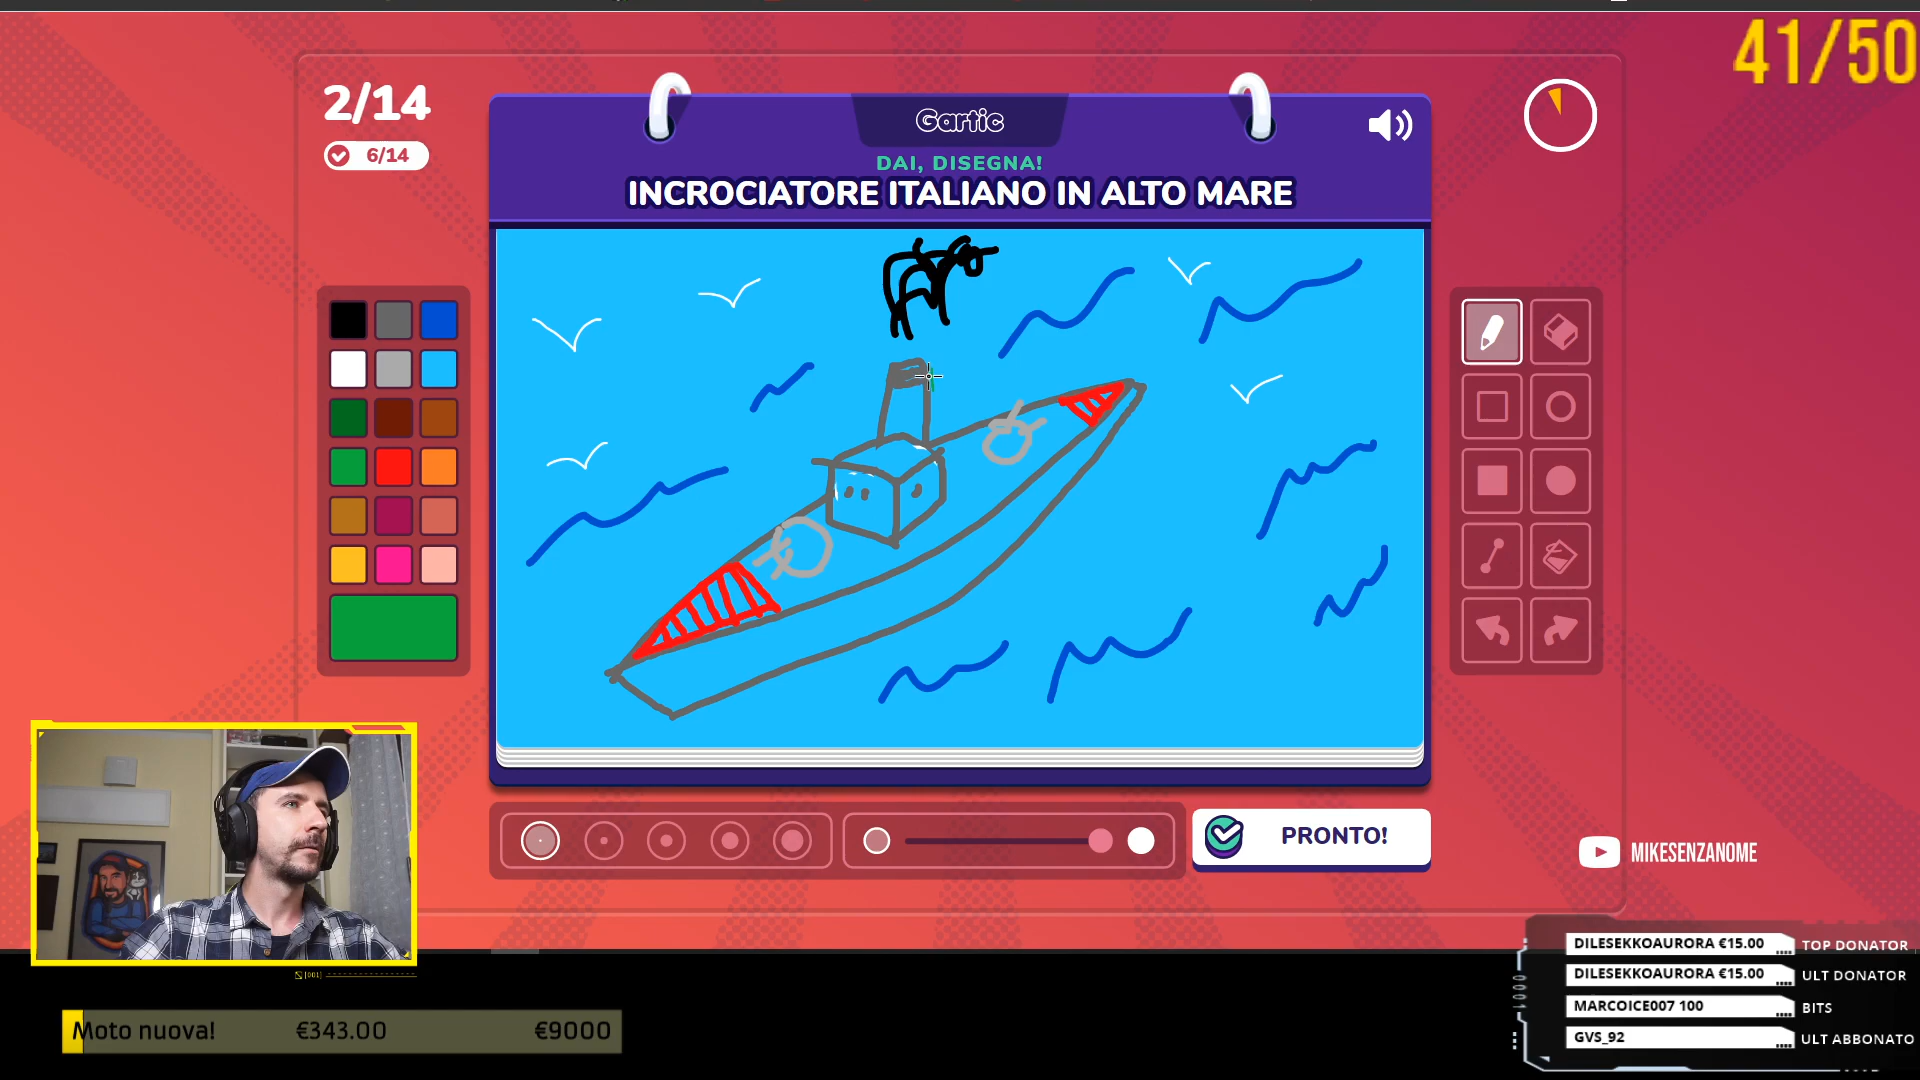 41/50
2/14
6/14
Gartic
DAI, DISEGNA!
INCROCIATORE ITALIANO IN ALTO MARE
PRONTO!
MIKESENZANOME
DILESEKKOAURORA €15.00 TOP DONATOR
DILESEKKOAURORA €15.00 ULT DONATOR
MARCOICE007 100 BITS
GVS_92 ULT ABBONATO
Moto nuova! €343.00 €9000